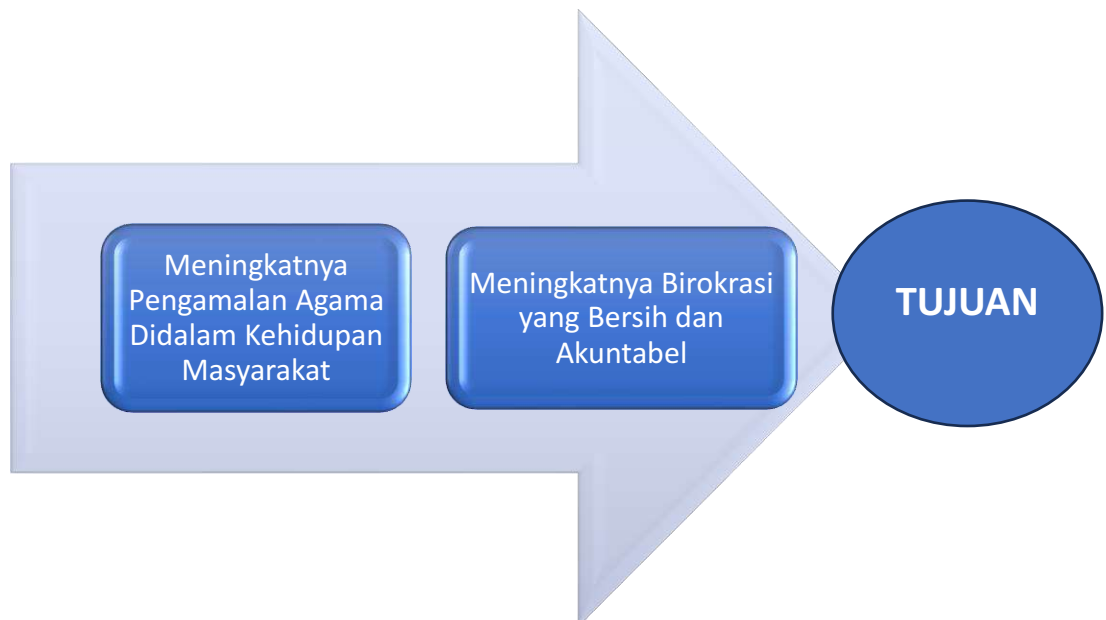 Meningkatnya
Pengamalan Agama
Didalam Kehidupan
Masyarakat
Meningkatnya Birokrasi
yang Bersih dan
Akuntabel
TUJUAN